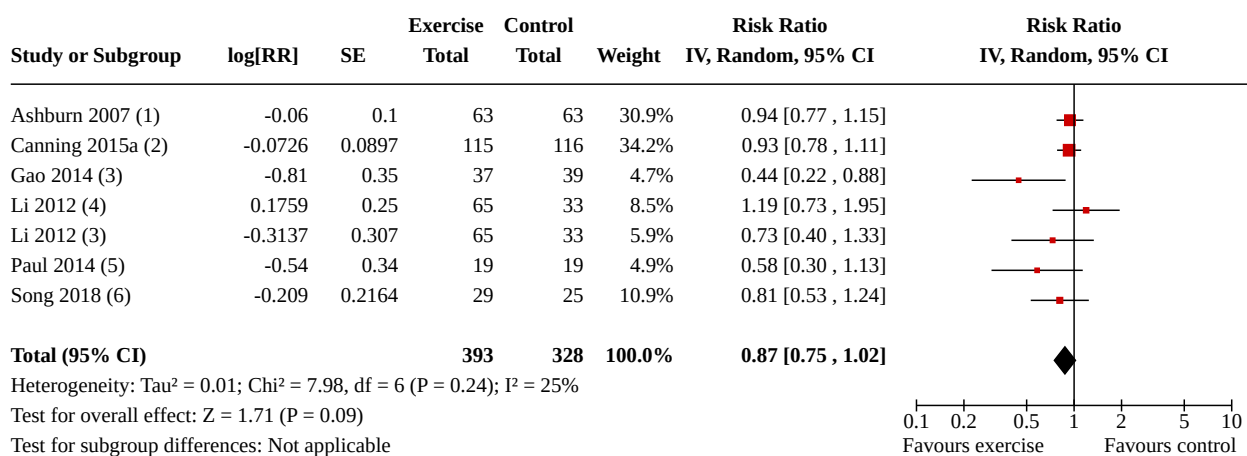 Exercise Control Risk Ratio Risk Ratio
Study or Subgroup log[RR] SE Total Total Weight IV, Random, 95% CI IV, Random, 95% CI
Ashburn 2007 (1) -0.06 0.1 63 63 30.9% 0.94 [0.77 , 1.15]
Canning 2015a (2) -0.0726 0.0897 115 116 34.2% 0.93 [0.78 , 1.11]
Gao 2014 (3) -0.81 0.35 37 39 4.7% 0.44 [0.22 , 0.88]
Li 2012 (4) 0.1759 0.25 65 33 8.5% 1.19 [0.73 , 1.95]
Li 2012 (3) -0.3137 0.307 65 33 5.9% 0.73 [0.40 , 1.33]
Paul 2014 (5) -0.54 0.34 19 19 4.9% 0.58 [0.30 , 1.13]
Song 2018 (6) -0.209 0.2164 29 25 10.9% 0.81 [0.53 , 1.24]
Total (95% CI) 393 328 100.0% 0.87 [0.75 , 1.02]
Heterogeneity: Tau² = 0.01; Chi² = 7.98, df = 6 (P = 0.24); I² = 25%
Test for overall effect: Z = 1.71 (P = 0.09)
0.1 0.2 0.5 1 2 5 10
Test for subgroup differences: Not applicable Favours exercise Favours control